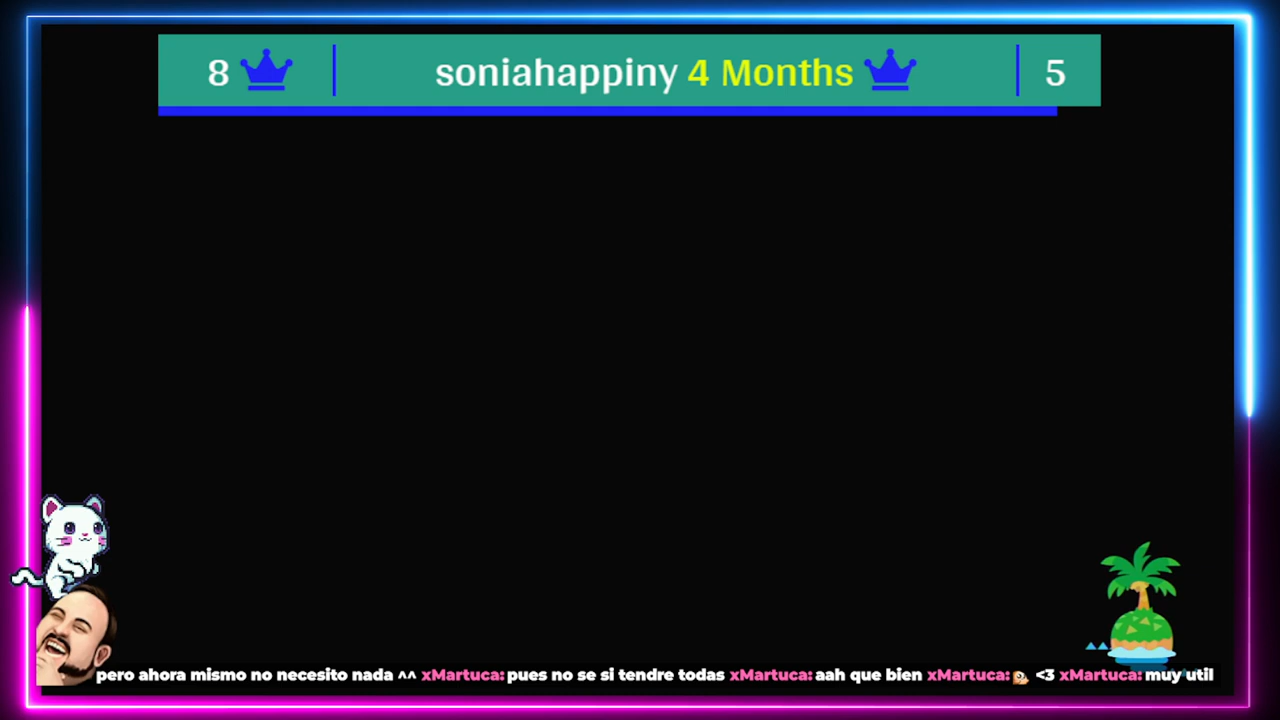 8 soniahappiny 4 Months 5
pero ahora mismo no necesito nada ^^ xMartuca: pues no se si tendre todas xMartuca: aah que bien xMartuca: <3 xMartuca: muy util